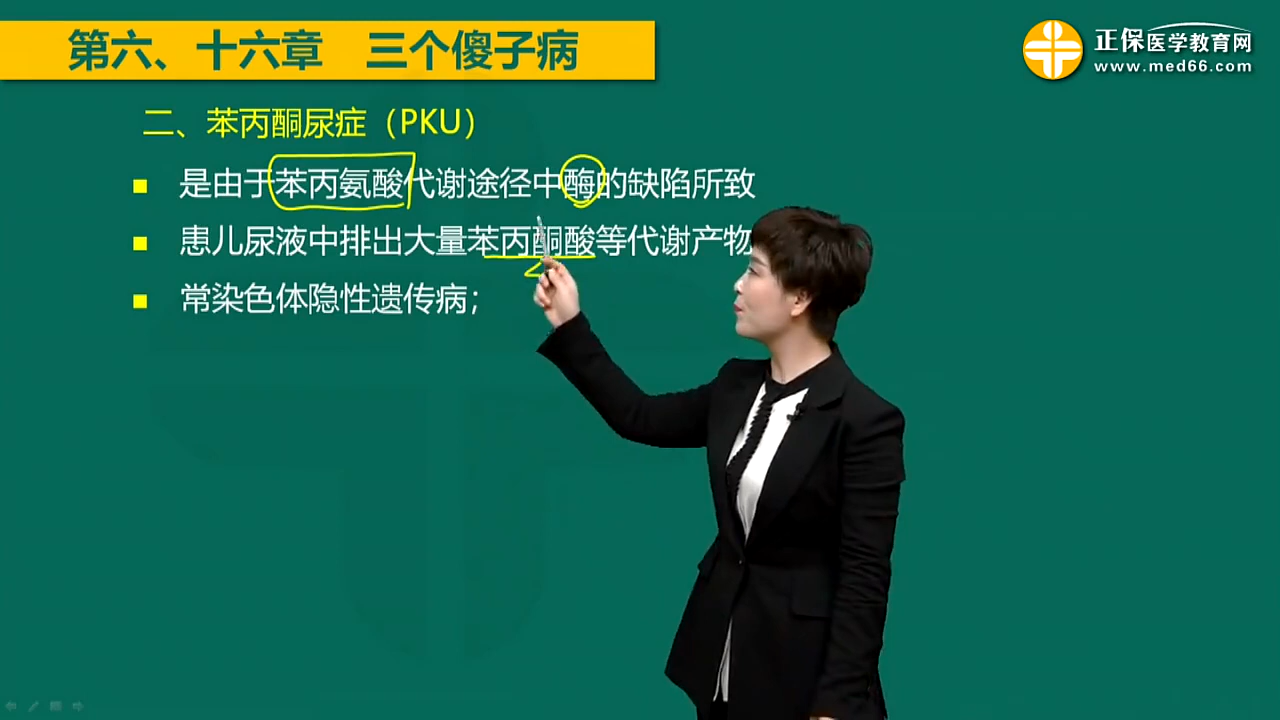 第六、十六章 三个傻子病
正保医学教育网
www.med66.com
二、苯丙酮尿症（PKU）
是由于苯丙氨酸代谢途径中酶的缺陷所致
患儿尿液中排出大量苯丙酮酸等代谢产物
常染色体隐性遗传病；